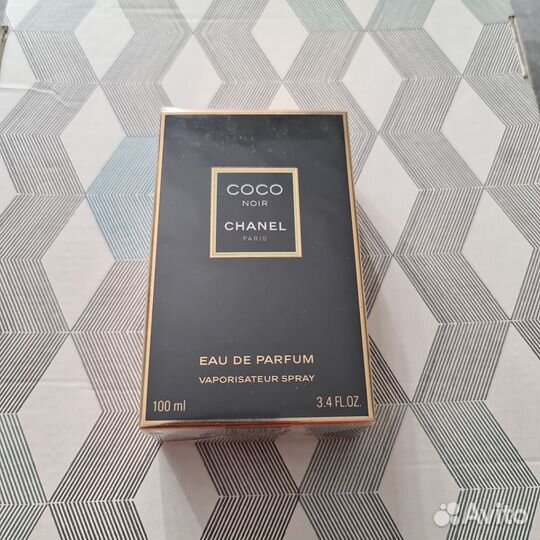 COCO
NOIR
CHANEL
PARIS
EAU DE PARFUM
VAPORISATEUR SPRAY
100 ml 3.4 FL.OZ.
Avito